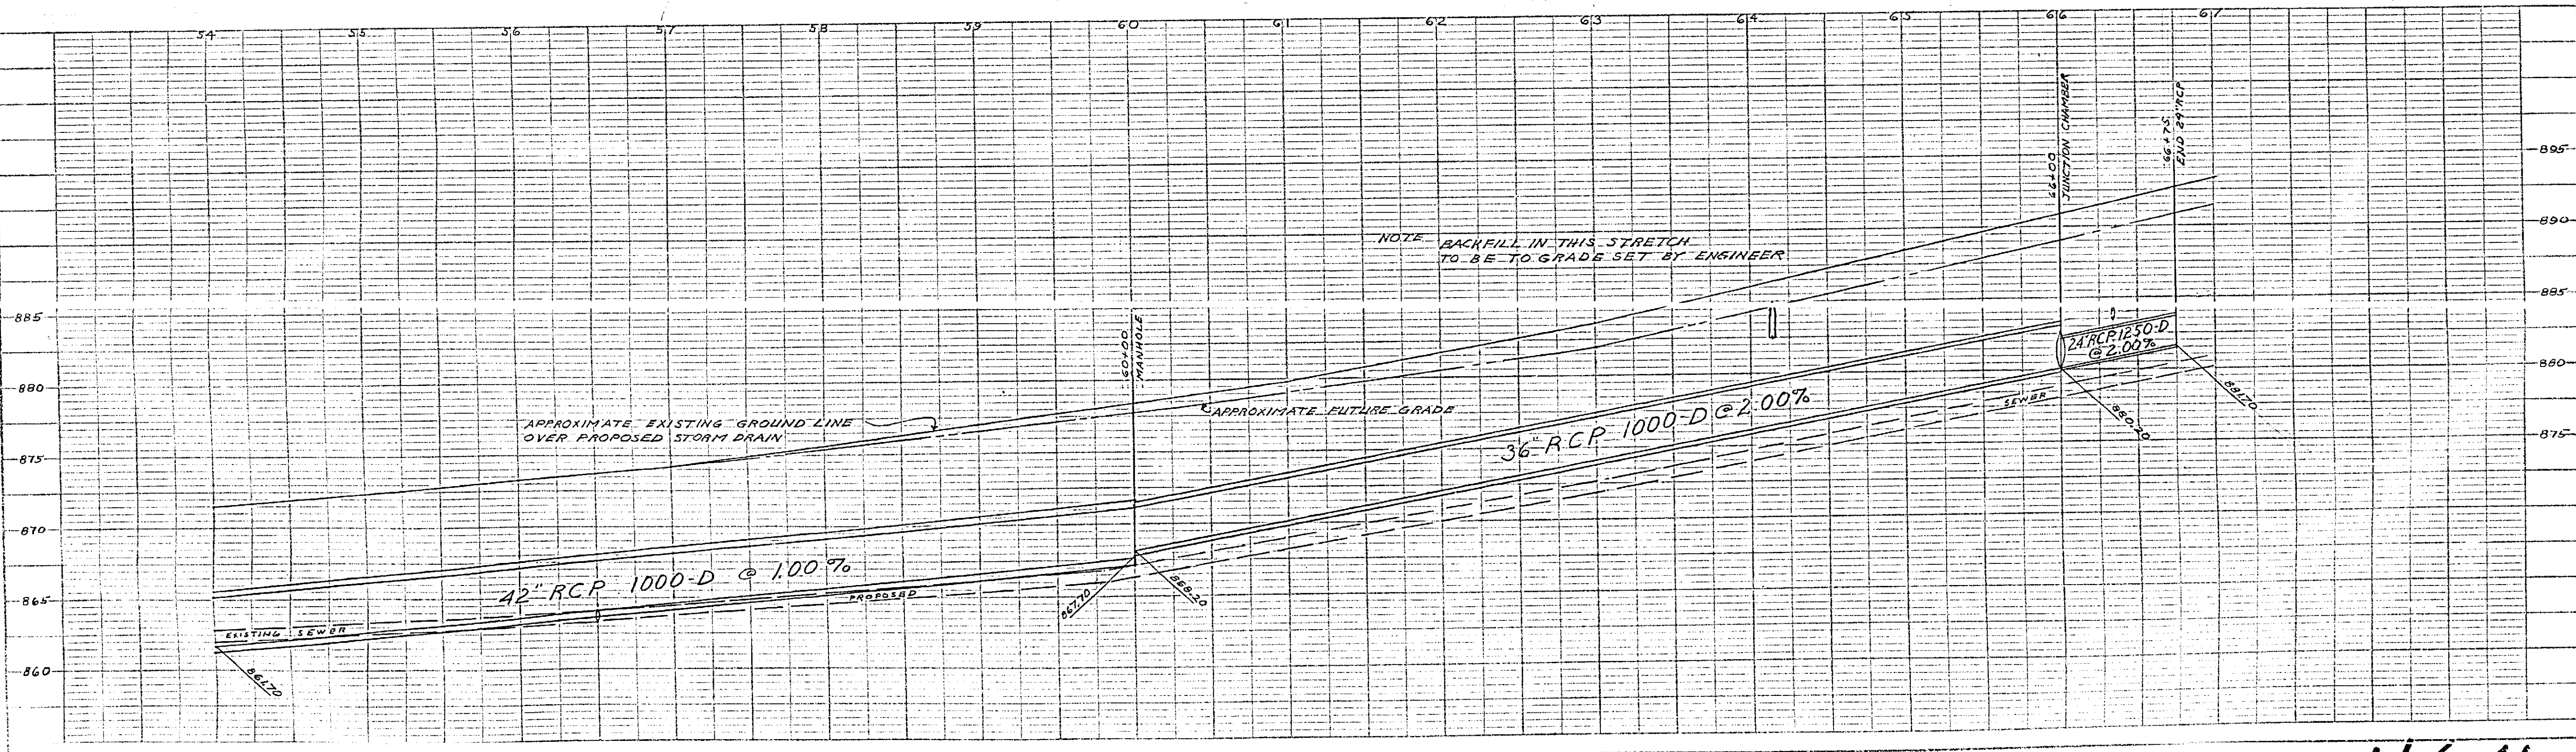 54 55 56 57 58 59 60 61 62 63 64 65 66 67
66+00
JUNCTION CHAMBER
66+75
END 24" RCP
895
890
885
880
875
NOTE BACKFILL IN THIS STRETCH
TO BE TO GRADE SET BY ENGINEER
885
880
875
870
865
860
60+00
MANHOLE
24" RCP 1250-D
@ 2.00%
APPROXIMATE FUTURE GRADE
APPROXIMATE EXISTING GROUND LINE
OVER PROPOSED STORM DRAIN
36" RCP 1000-D @ 2.00%
SEWER
881.70
880.20
42" RCP 1000-D @ 1.00%
PROPOSED
867.70
868.20
EXISTING SEWER
861.70